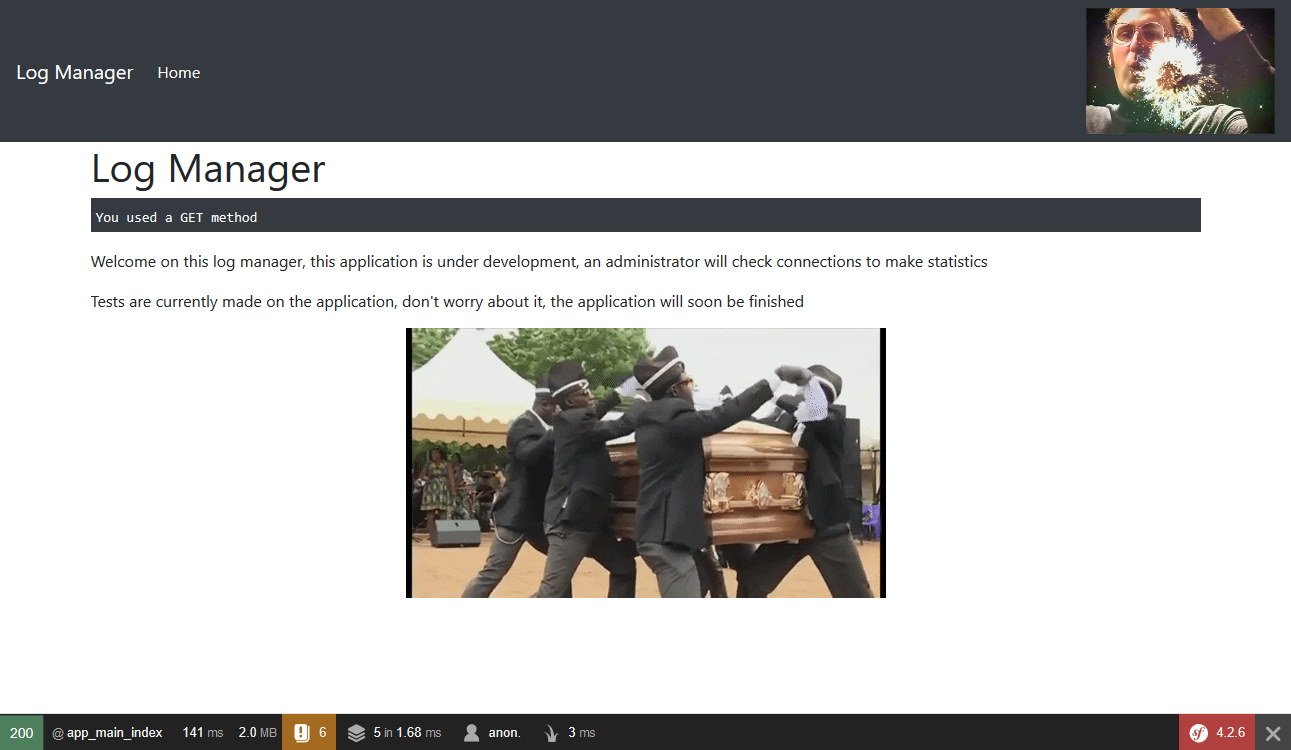 Log Manager Home
Log Manager
You used a GET method
Welcome on this log manager, this application is under development, an administrator will check connections to make statistics
Tests are currently made on the application, don't worry about it, the application will soon be finished
200 @ app_main_index 141 ms 2.0 MB 6 5 in 1.68 ms anon. 3 ms sf 4.2.6